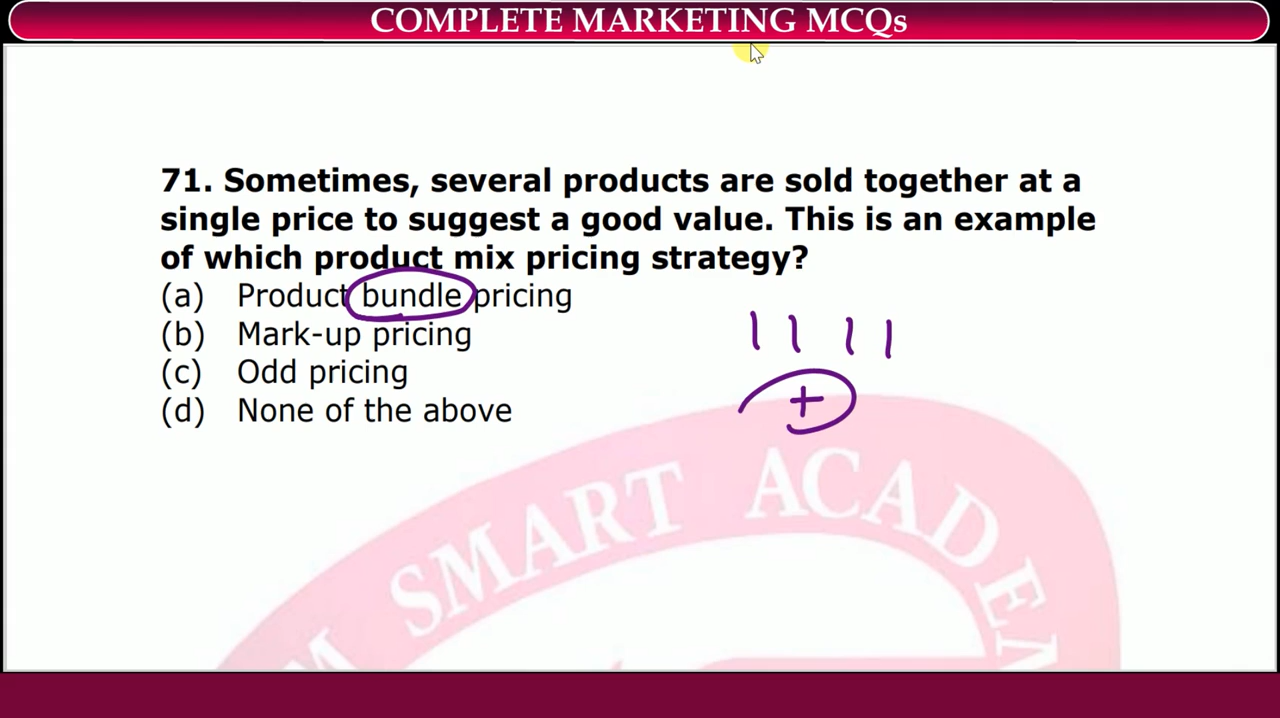 COMPLETE MARKETING MCQs
71. Sometimes, several products are sold together at a
single price to suggest a good value. This is an example
of which product mix pricing strategy?
(a) Product bundle pricing
(b) Mark-up pricing
(c) Odd pricing
(d) None of the above
+
M SMART ACADEM